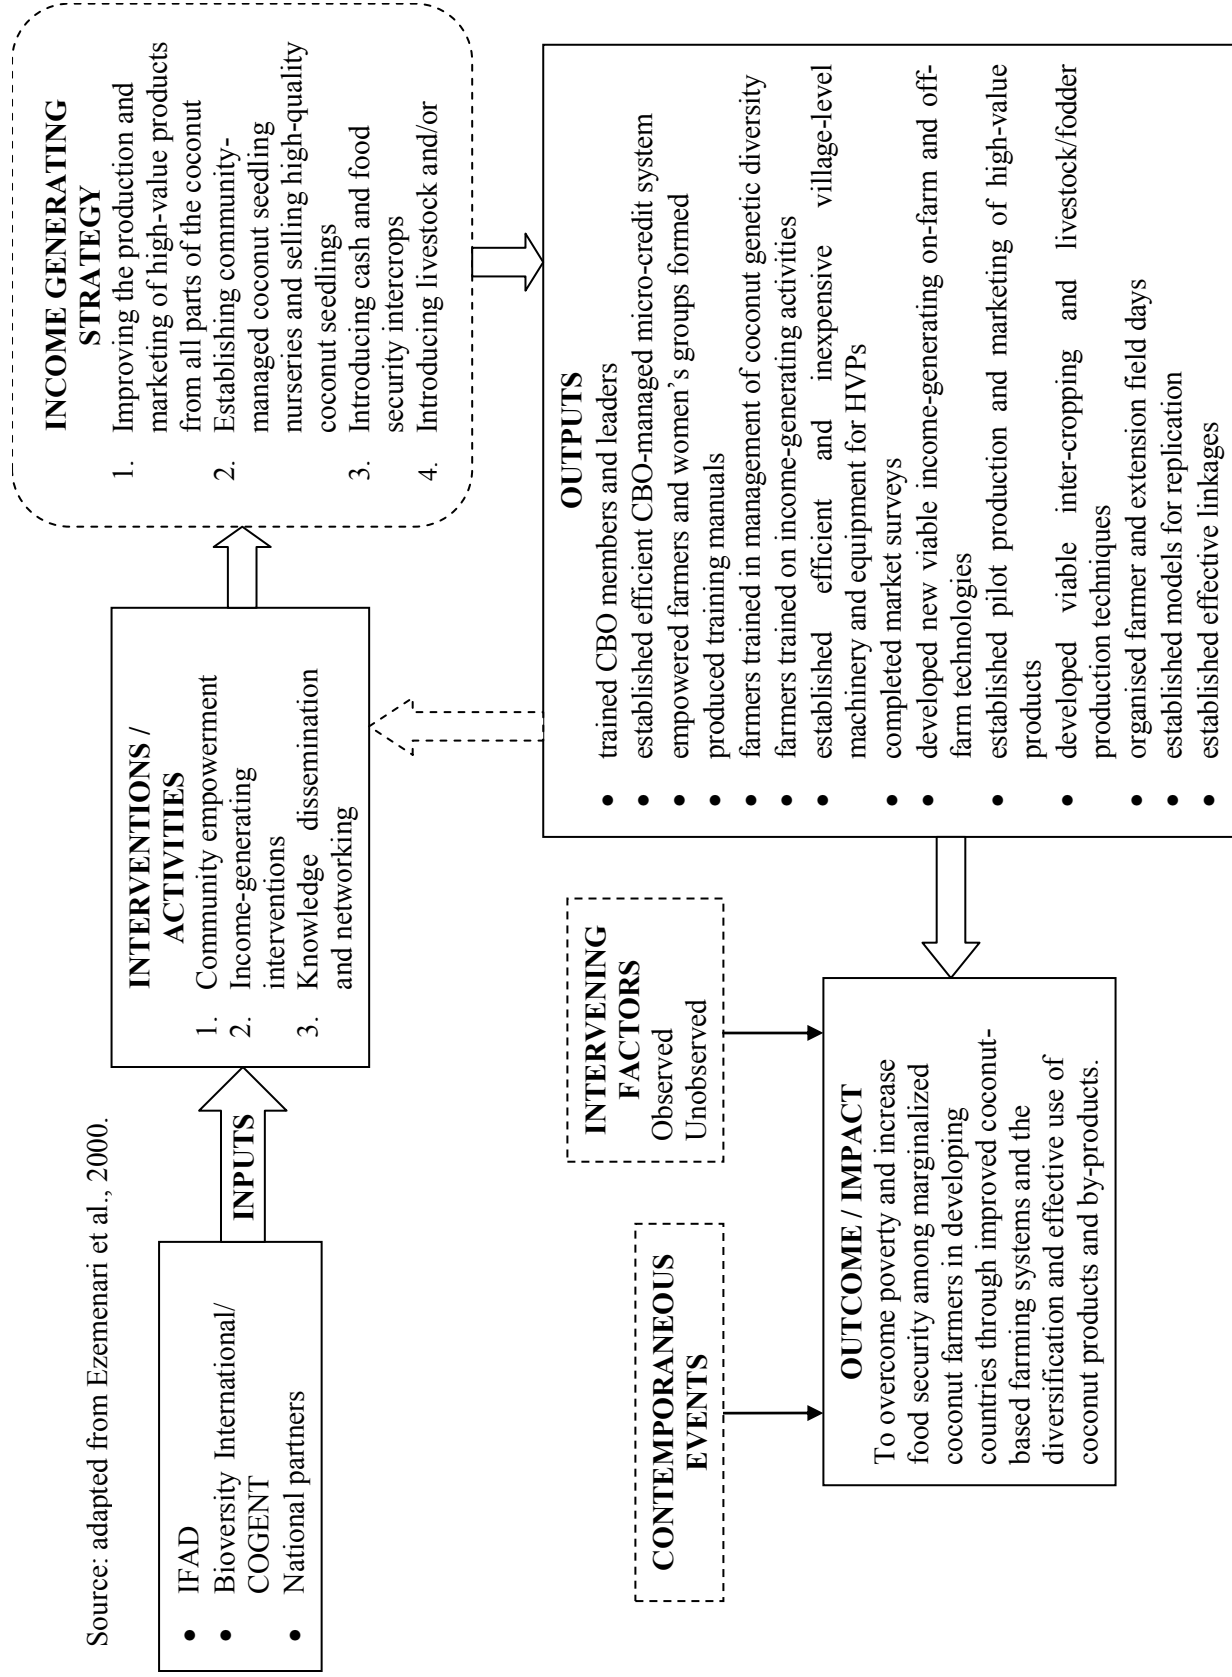 Source: adapted from Ezemenari et al., 2000.
• IFAD
• Bioversity International/
COGENT
• National partners
INPUTS
INTERVENTIONS /
ACTIVITIES
1. Community empowerment
2. Income-generating
interventions
3. Knowledge dissemination
and networking
INCOME GENERATING
STRATEGY
1. Improving the production and
marketing of high-value products
from all parts of the coconut
2. Establishing community-
managed coconut seedling
nurseries and selling high-quality
coconut seedlings
3. Introducing cash and food
security intercrops
4. Introducing livestock and/or
CONTEMPORANEOUS
EVENTS
INTERVENING
FACTORS
Observed
Unobserved
OUTCOME / IMPACT
To overcome poverty and increase
food security among marginalized
coconut farmers in developing
countries through improved coconut-
based farming systems and the
diversification and effective use of
coconut products and by-products.
OUTPUTS
• trained CBO members and leaders
• established efficient CBO-managed micro-credit system
• empowered farmers and women's groups formed
• produced training manuals
• farmers trained in management of coconut genetic diversity
• farmers trained on income-generating activities
• established efficient and inexpensive village-level
machinery and equipment for HVPs
• completed market surveys
• developed new viable income-generating on-farm and off-
farm technologies
• established pilot production and marketing of high-value
products
• developed viable inter-cropping and livestock/fodder
production techniques
• organised farmer and extension field days
• established models for replication
• established effective linkages